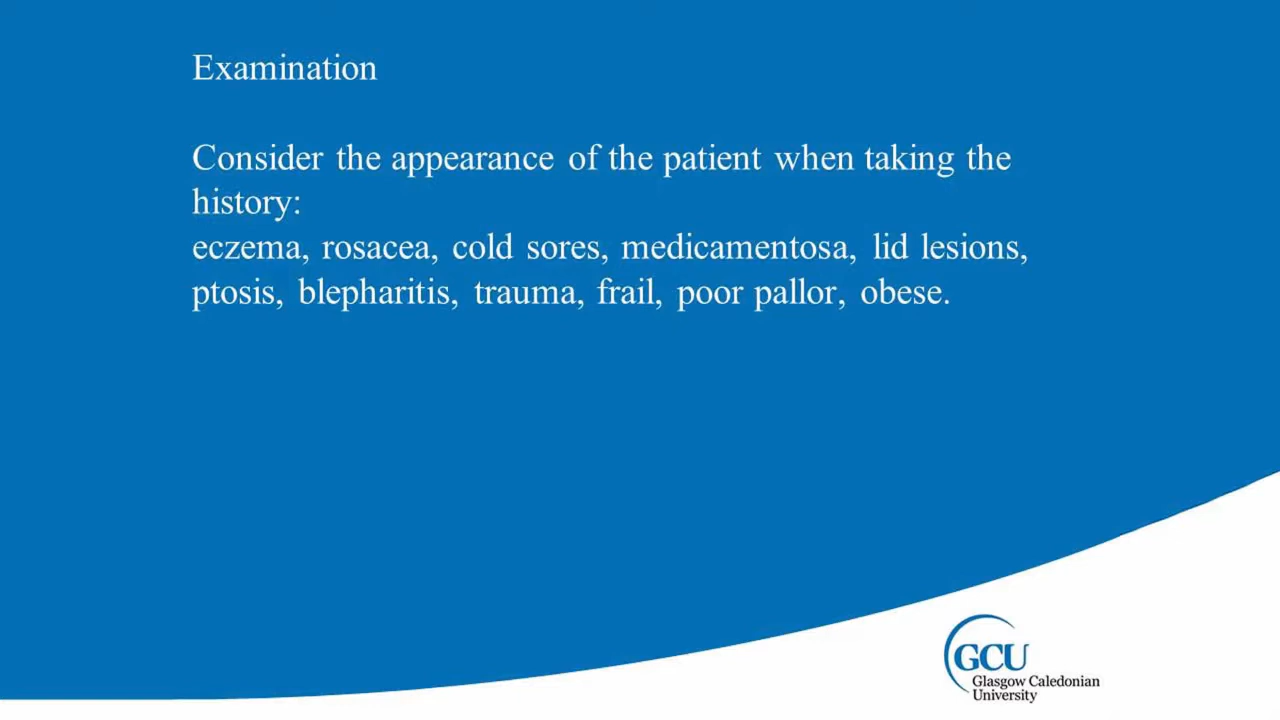 Examination
Consider the appearance of the patient when taking the
history:
eczema, rosacea, cold sores, medicamentosa, lid lesions,
ptosis, blepharitis, trauma, frail, poor pallor, obese.
GCU
Glasgow Caledonian
University